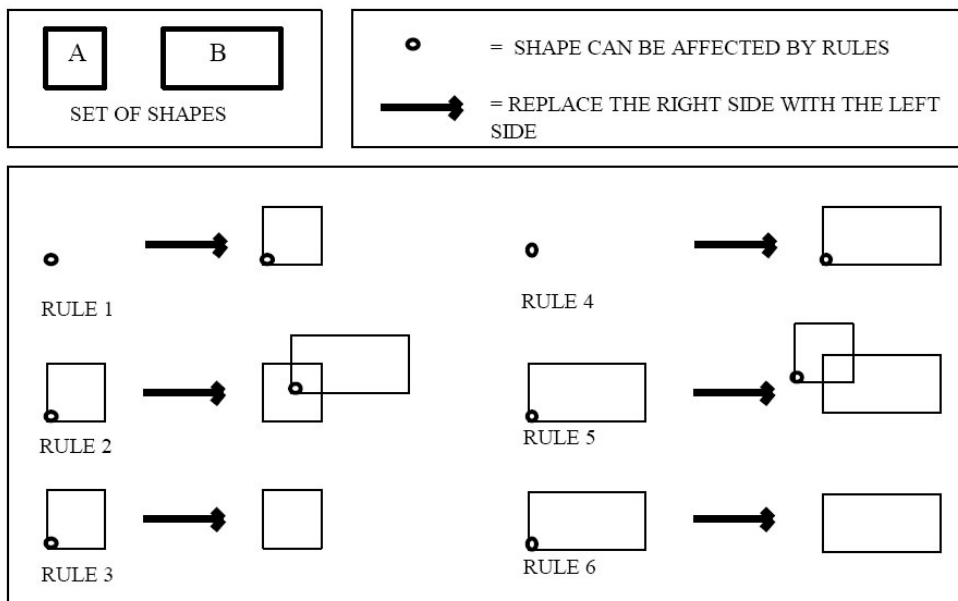 A B
SET OF SHAPES
= SHAPE CAN BE AFFECTED BY RULES
= REPLACE THE RIGHT SIDE WITH THE LEFT
SIDE
RULE 1
RULE 4
RULE 2
RULE 5
RULE 3
RULE 6